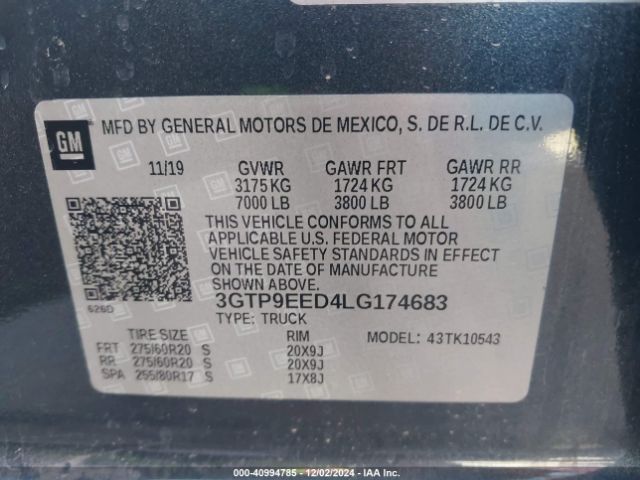 GM
MFD BY GENERAL MOTORS DE MEXICO, S. DE R.L. DE C.V.
11/19 GVWR GAWR FRT GAWR RR
3175 KG 1724 KG 1724 KG
7000 LB 3800 LB 3800 LB
THIS VEHICLE CONFORMS TO ALL
APPLICABLE U.S. FEDERAL MOTOR
VEHICLE SAFETY STANDARDS IN EFFECT
ON THE DATE OF MANUFACTURE
SHOWN ABOVE.
3GTP9EED4LG174683
626D
TYPE: TRUCK
TIRE SIZE RIM MODEL: 43TK10543
FRT 275/60R20 S 20X9J
RR 275/60R20 S 20X9J
SPA 255/80R17 S 17X8J
000-40994785 - 12/02/2024 - IAA Inc.